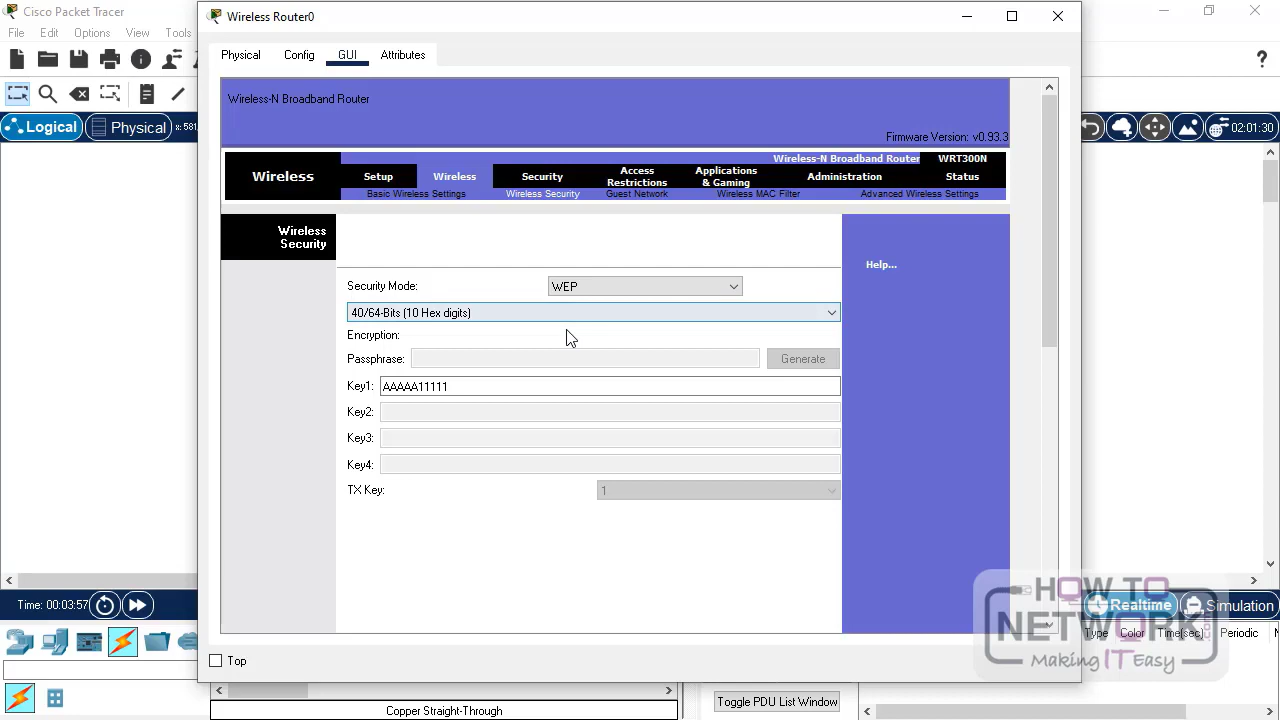 Cisco Packet Tracer
File Edit Options View Tools
Logical Physical x: 581,
02:01:30
Wireless Router0
Physical Config GUI Attributes
Wireless-N Broadband Router
Firmware Version: v0.93.3
Wireless-N Broadband Router WRT300N
Wireless Setup Wireless Security Access Restrictions Applications & Gaming Administration Status
Basic Wireless Settings Wireless Security Guest Network Wireless MAC Filter Advanced Wireless Settings
Wireless
Security
Help...
Security Mode: WEP
40/64-Bits (10 Hex digits)
Encryption:
Passphrase: Generate
Key1: AAAAA11111
Key2:
Key3:
Key4:
TX Key: 1
Time: 00:03:57
Realtime Simulation
Type Color Time(sec) Periodic
Top
Toggle PDU List Window
Copper Straight-Through
HOW TO
NETWORK.com
Making IT Easy